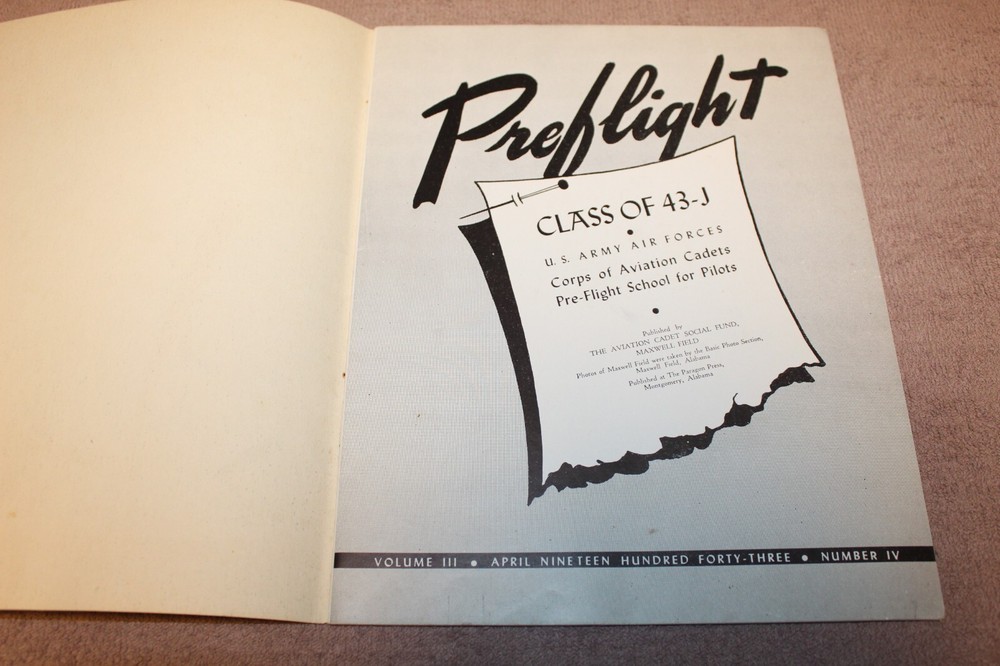 Preflight
CLASS OF 43-J
U. S. ARMY AIR FORCES
Corps of Aviation Cadets
Pre-Flight School for Pilots
Published by
THE AVIATION CADET SOCIAL FUND,
MAXWELL FIELD
Photos of Maxwell Field were taken by the Basic Photo Section,
Maxwell Field, Alabama
Published at The Paragon Press,
Montgomery, Alabama
VOLUME III • APRIL NINETEEN HUNDRED FORTY-THREE • NUMBER IV